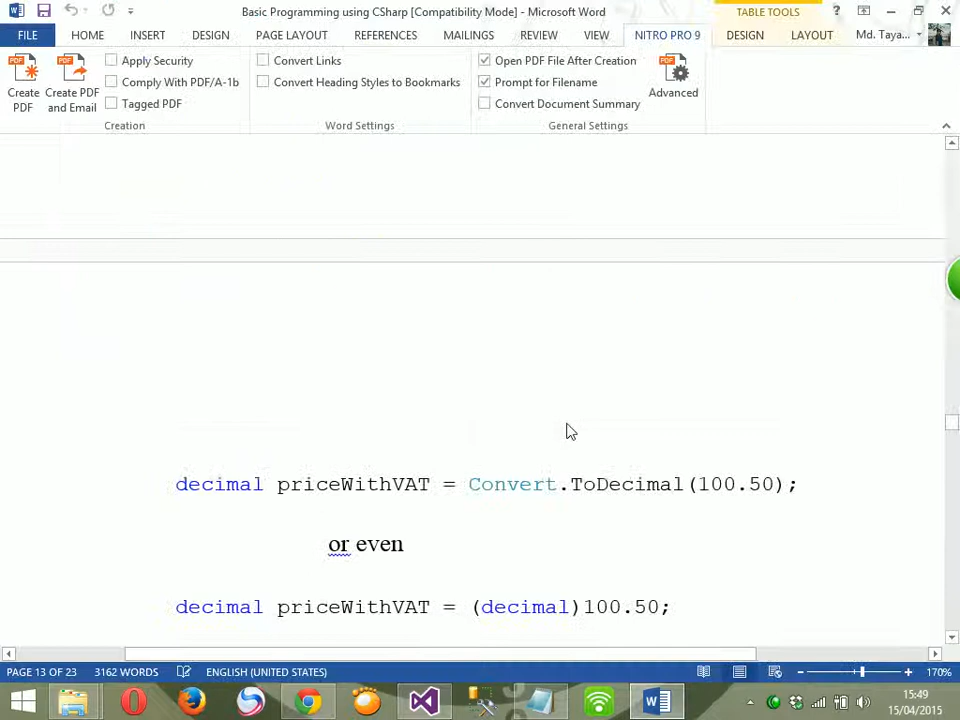 Basic Programming using CSharp [Compatibility Mode] - Microsoft Word
TABLE TOOLS
FILE HOME INSERT DESIGN PAGE LAYOUT REFERENCES MAILINGS REVIEW VIEW NITRO PRO 9 DESIGN LAYOUT Md. Taya...
Create PDF
Create PDF and Email
Apply Security
Comply With PDF/A-1b
Tagged PDF
Creation
Convert Links
Convert Heading Styles to Bookmarks
Word Settings
Open PDF File After Creation
Prompt for Filename
Convert Document Summary
Advanced
General Settings
decimal priceWithVAT = Convert.ToDecimal(100.50);
or even
decimal priceWithVAT = (decimal)100.50;
PAGE 13 OF 23 3162 WORDS ENGLISH (UNITED STATES) 170%
15:49
15/04/2015